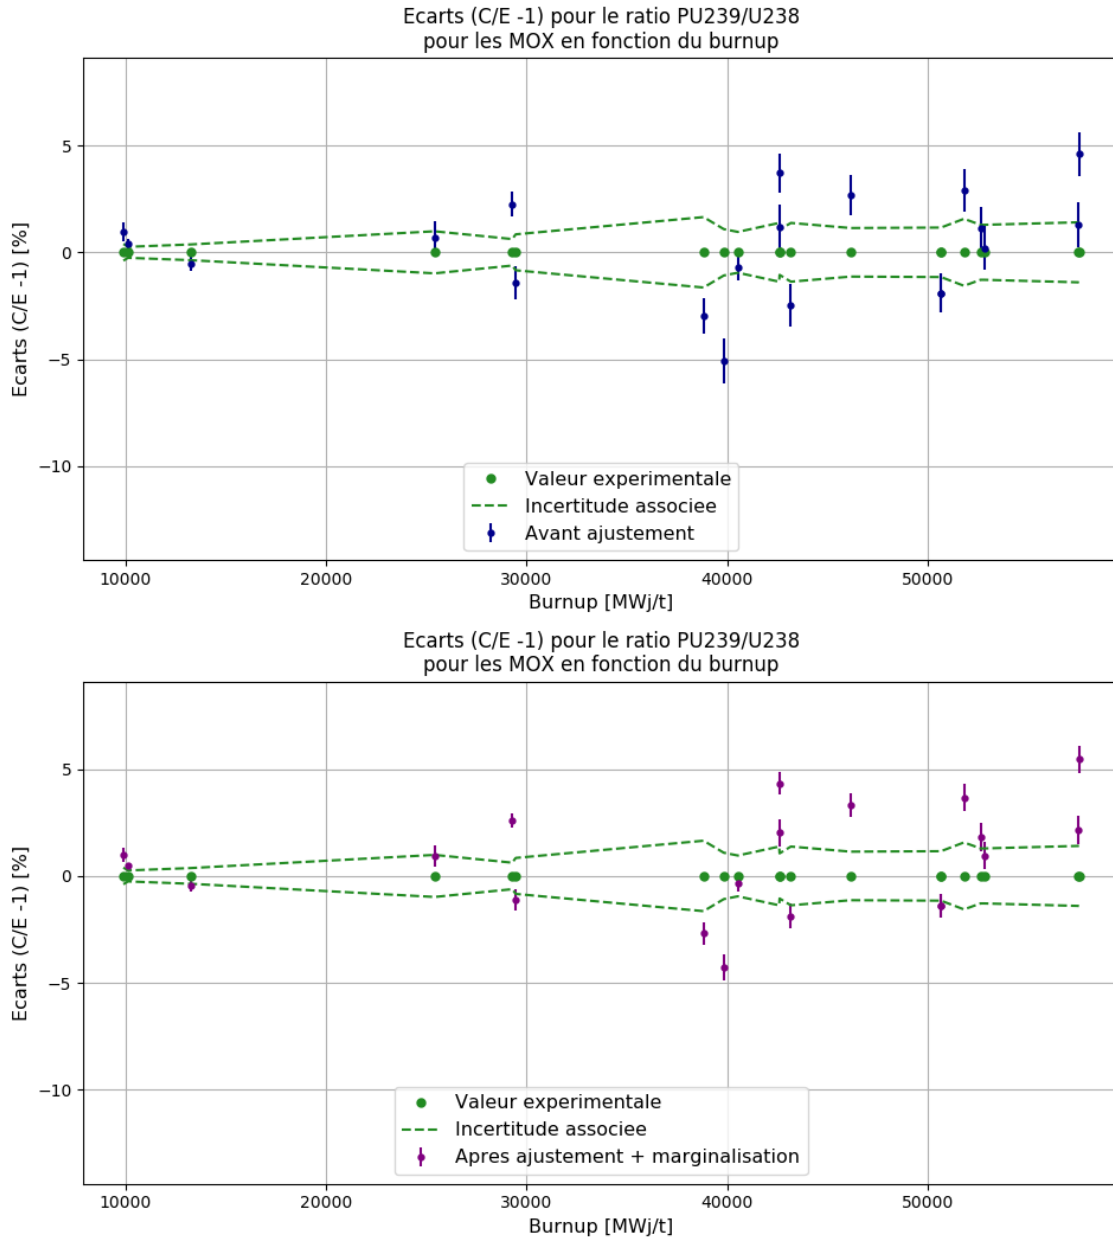 Ecarts (C/E -1) pour le ratio PU239/U238
pour les MOX en fonction du burnup
Ecarts (C/E -1) [%]
5
0
−5
−10
Valeur experimentale
Incertitude associee
Avant ajustement
10000 20000 30000 40000 50000
Burnup [MWj/t]
Ecarts (C/E -1) pour le ratio PU239/U238
pour les MOX en fonction du burnup
Ecarts (C/E -1) [%]
5
0
−5
−10
Valeur experimentale
Incertitude associee
Apres ajustement + marginalisation
10000 20000 30000 40000 50000
Burnup [MWj/t]